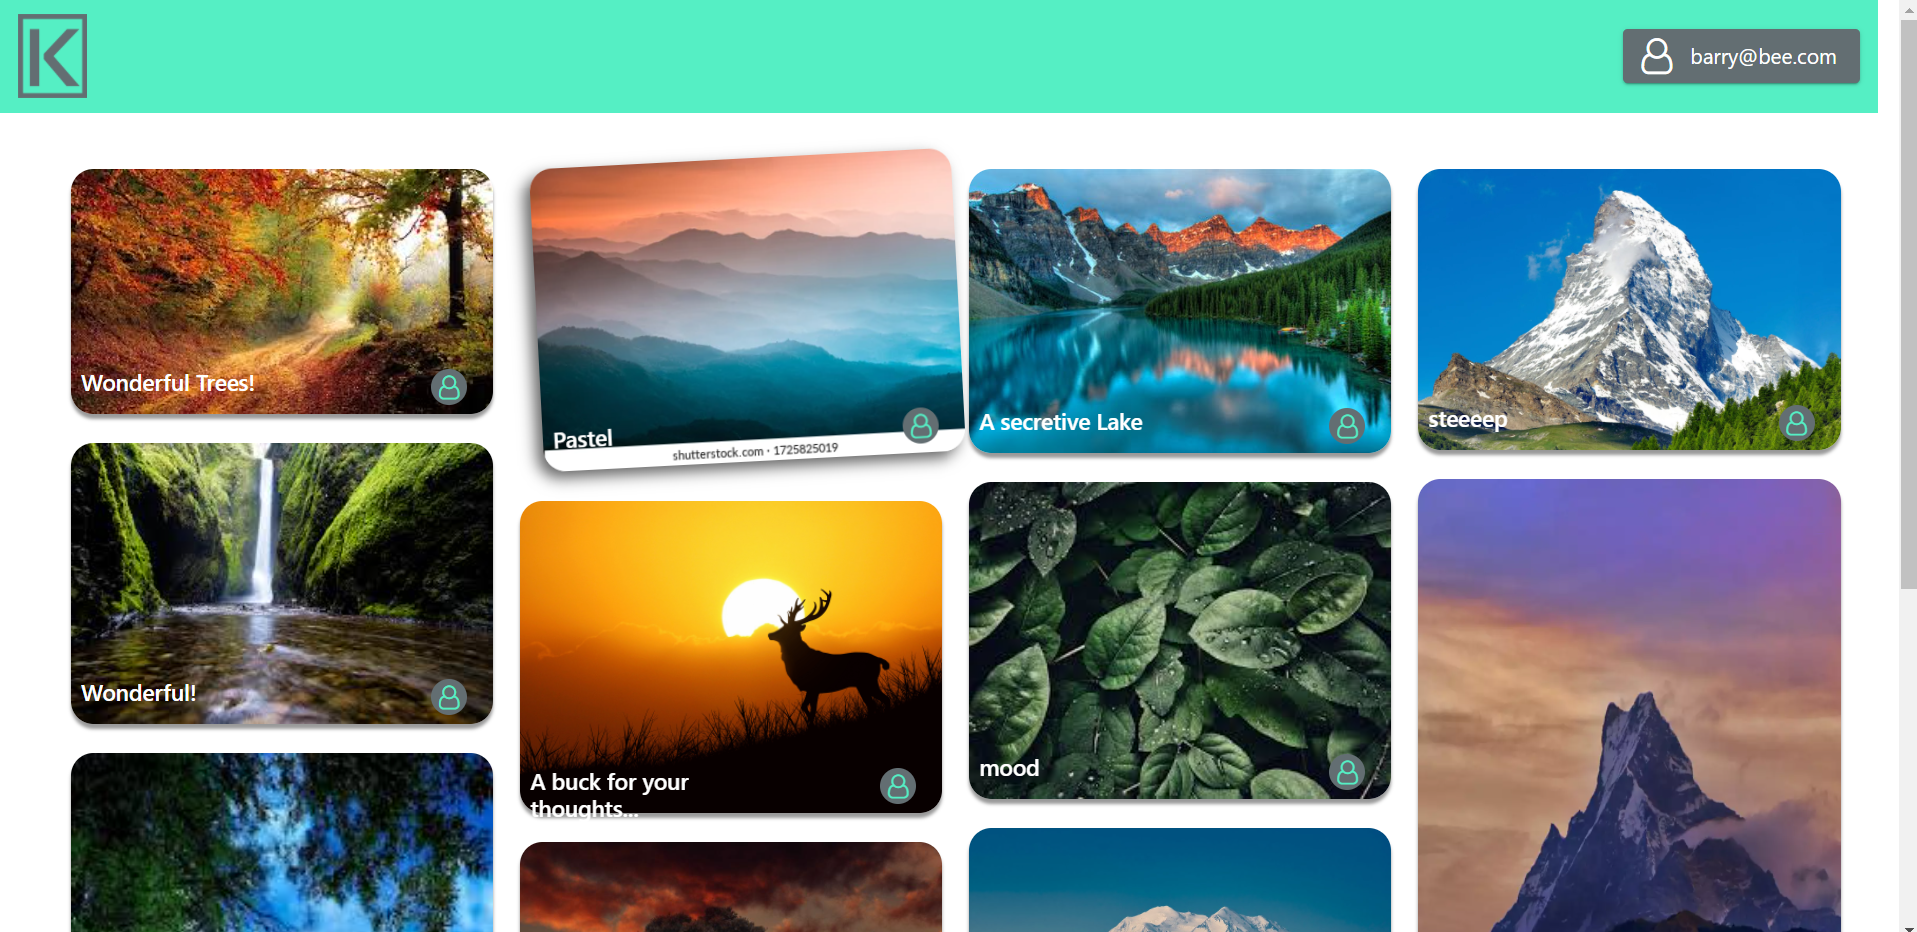 K
barry@bee.com
Wonderful Trees!
Pastel
shutterstock.com · 1725825019
A secretive Lake
steeeep
Wonderful!
A buck for your
thoughts...
mood